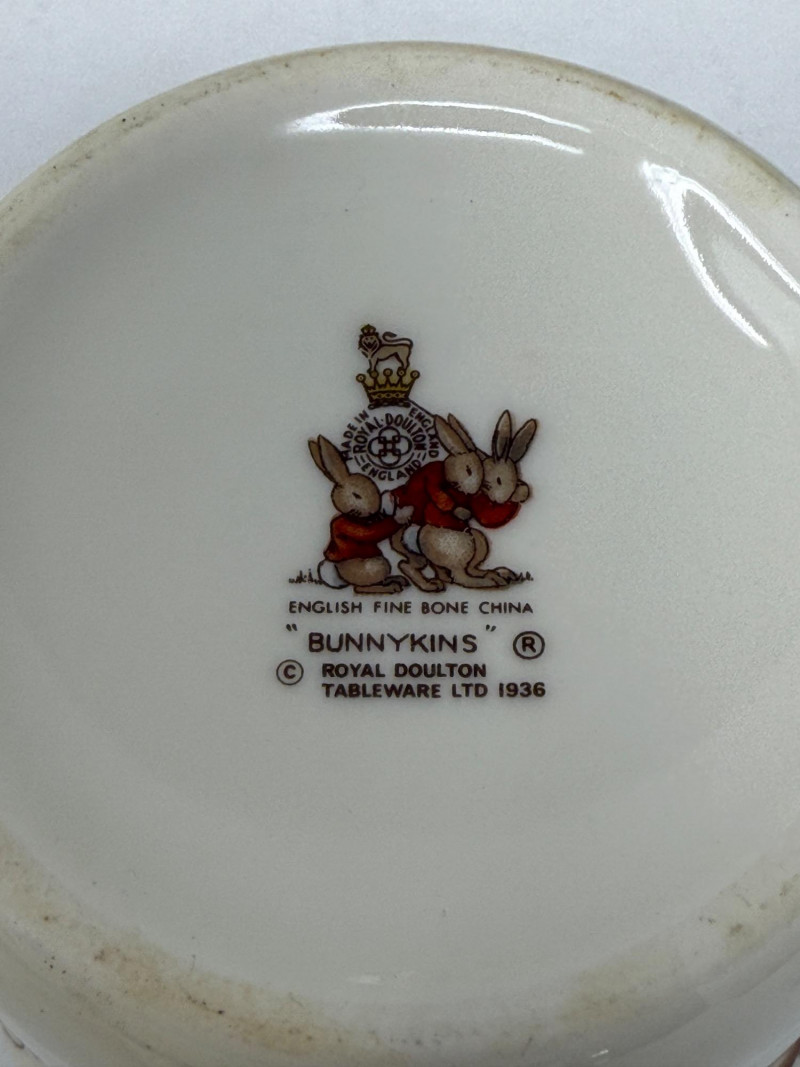 MADE IN ENGLAND
ROYAL·DOULTON
ENGLAND
ENGLISH FINE BONE CHINA
"BUNNYKINS" ®
© ROYAL DOULTON
TABLEWARE LTD 1936